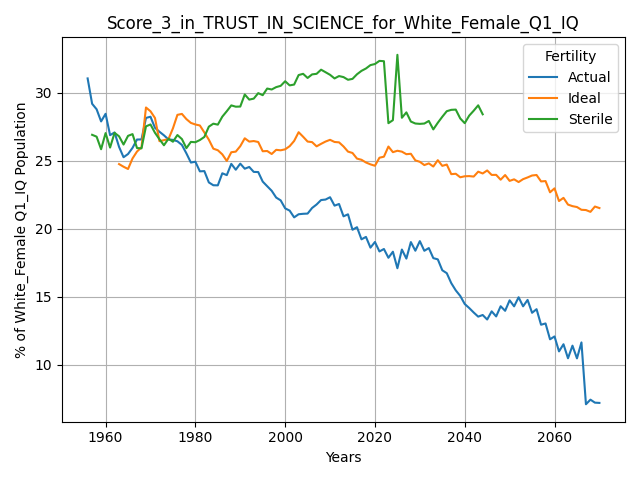 Score_3_in_TRUST_IN_SCIENCE_for_White_Female_Q1_IQ
% of White_Female Q1_IQ Population
30
25
20
15
10
Fertility
Actual
Ideal
Sterile
1960
1980
2000
2020
2040
2060
Years